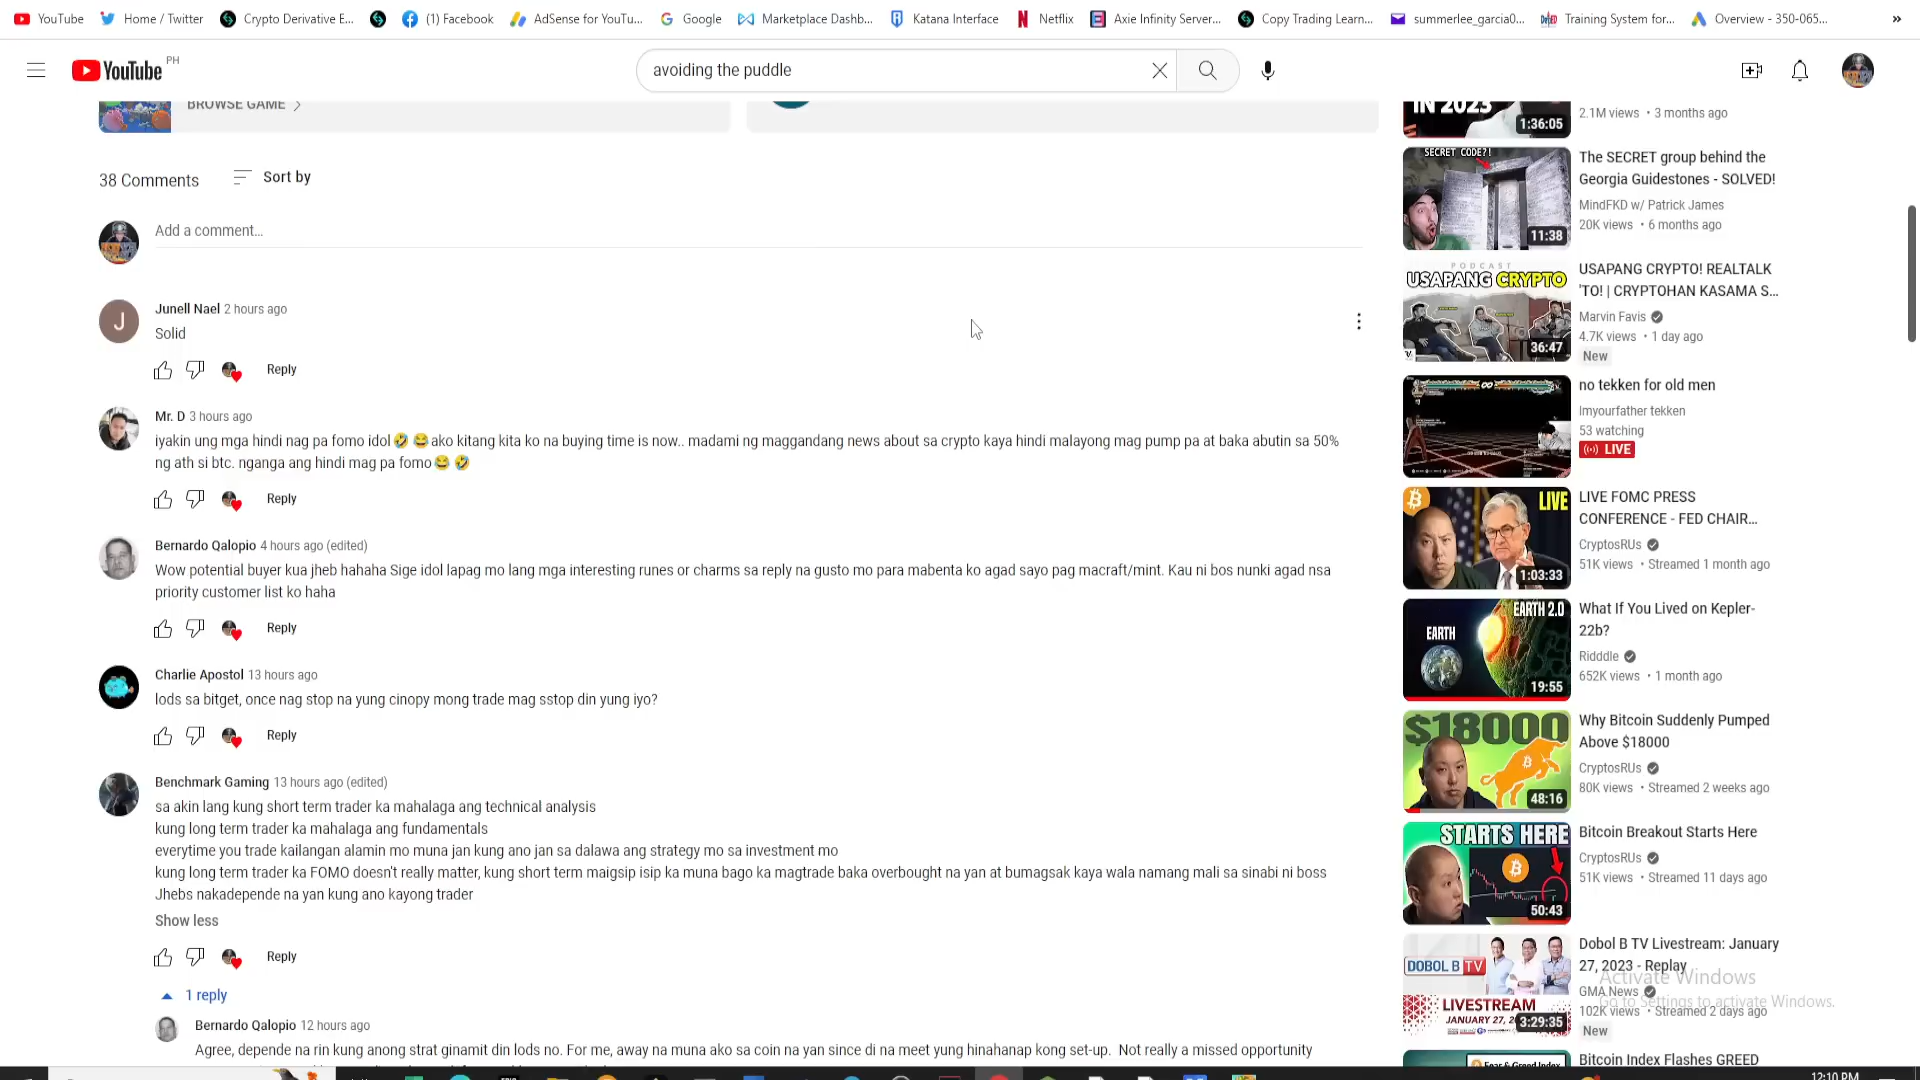 YouTube
Home / Twitter
Crypto Derivative E...
(1) Facebook
AdSense for YouTu...
Google
Marketplace Dashb...
Katana Interface
Netflix
Axie Infinity Server...
Copy Trading Learn...
summerlee_garcia0...
Training System for...
Overview - 350-065...
YouTube PH
avoiding the puddle
BROWSE GAME
38 Comments
Sort by
Add a comment...
Junell Nael 2 hours ago
Solid
Reply
Mr. D 3 hours ago
iyakin ung mga hindi nag pa fomo idol🤣 😂ako kitang kita ko na buying time is now.. madami ng maggandang news about sa crypto kaya hindi malayong mag pump pa at baka abutin sa 50%
ng ath si btc. nganga ang hindi mag pa fomo😂 🤣
Reply
Bernardo Qalopio 4 hours ago (edited)
Wow potential buyer kua jheb hahaha Sige idol lapag mo lang mga interesting runes or charms sa reply na gusto mo para mabenta ko agad sayo pag macraft/mint. Kau ni bos nunki agad nsa
priority customer list ko haha
Reply
Charlie Apostol 13 hours ago
lods sa bitget, once nag stop na yung cinopy mong trade mag sstop din yung iyo?
Reply
Benchmark Gaming 13 hours ago (edited)
sa akin lang kung short term trader ka mahalaga ang technical analysis
kung long term trader ka mahalaga ang fundamentals
everytime you trade kailangan alamin mo muna jan kung ano jan sa dalawa ang strategy mo sa investment mo
kung long term trader ka FOMO doesn't really matter, kung short term maigsip isip ka muna bago ka magtrade baka overbought na yan at bumagsak kaya wala namang mali sa sinabi ni boss
Jhebs nakadepende na yan kung ano kayong trader
Show less
Reply
1 reply
Bernardo Qalopio 12 hours ago
Agree, depende na rin kung anong strat ginamit din lods no. For me, away na muna ako sa coin na yan since di na meet yung hinahanap kong set-up. Not really a missed opportunity
IN 2023
1:36:05
2.1M views • 3 months ago
SECRET CODE?!
11:38
The SECRET group behind the
Georgia Guidestones - SOLVED!
MindFKD w/ Patrick James
20K views • 6 months ago
PODCAST
USAPANG CRYPTO
36:47
USAPANG CRYPTO! REALTALK
'TO! | CRYPTOHAN KASAMA S...
Marvin Favis
4.7K views • 1 day ago
New
no tekken for old men
Imyourfather tekken
53 watching
LIVE
LIVE
1:03:33
LIVE FOMC PRESS
CONFERENCE - FED CHAIR...
CryptosRUs
51K views • Streamed 1 month ago
EARTH 2.0
EARTH
19:55
What If You Lived on Kepler-
22b?
Ridddle
652K views • 1 month ago
$18000
48:16
Why Bitcoin Suddenly Pumped
Above $18000
CryptosRUs
80K views • Streamed 2 weeks ago
STARTS HERE
50:43
Bitcoin Breakout Starts Here
CryptosRUs
51K views • Streamed 11 days ago
DOBOL B TV
LIVESTREAM
3:29:35
Dobol B TV Livestream: January
27, 2023 - Replay
GMA News
102K views • Streamed 2 days ago
New
Activate Windows
Go to Settings to activate Windows.
Bitcoin Index Flashes GREED
12:10 PM